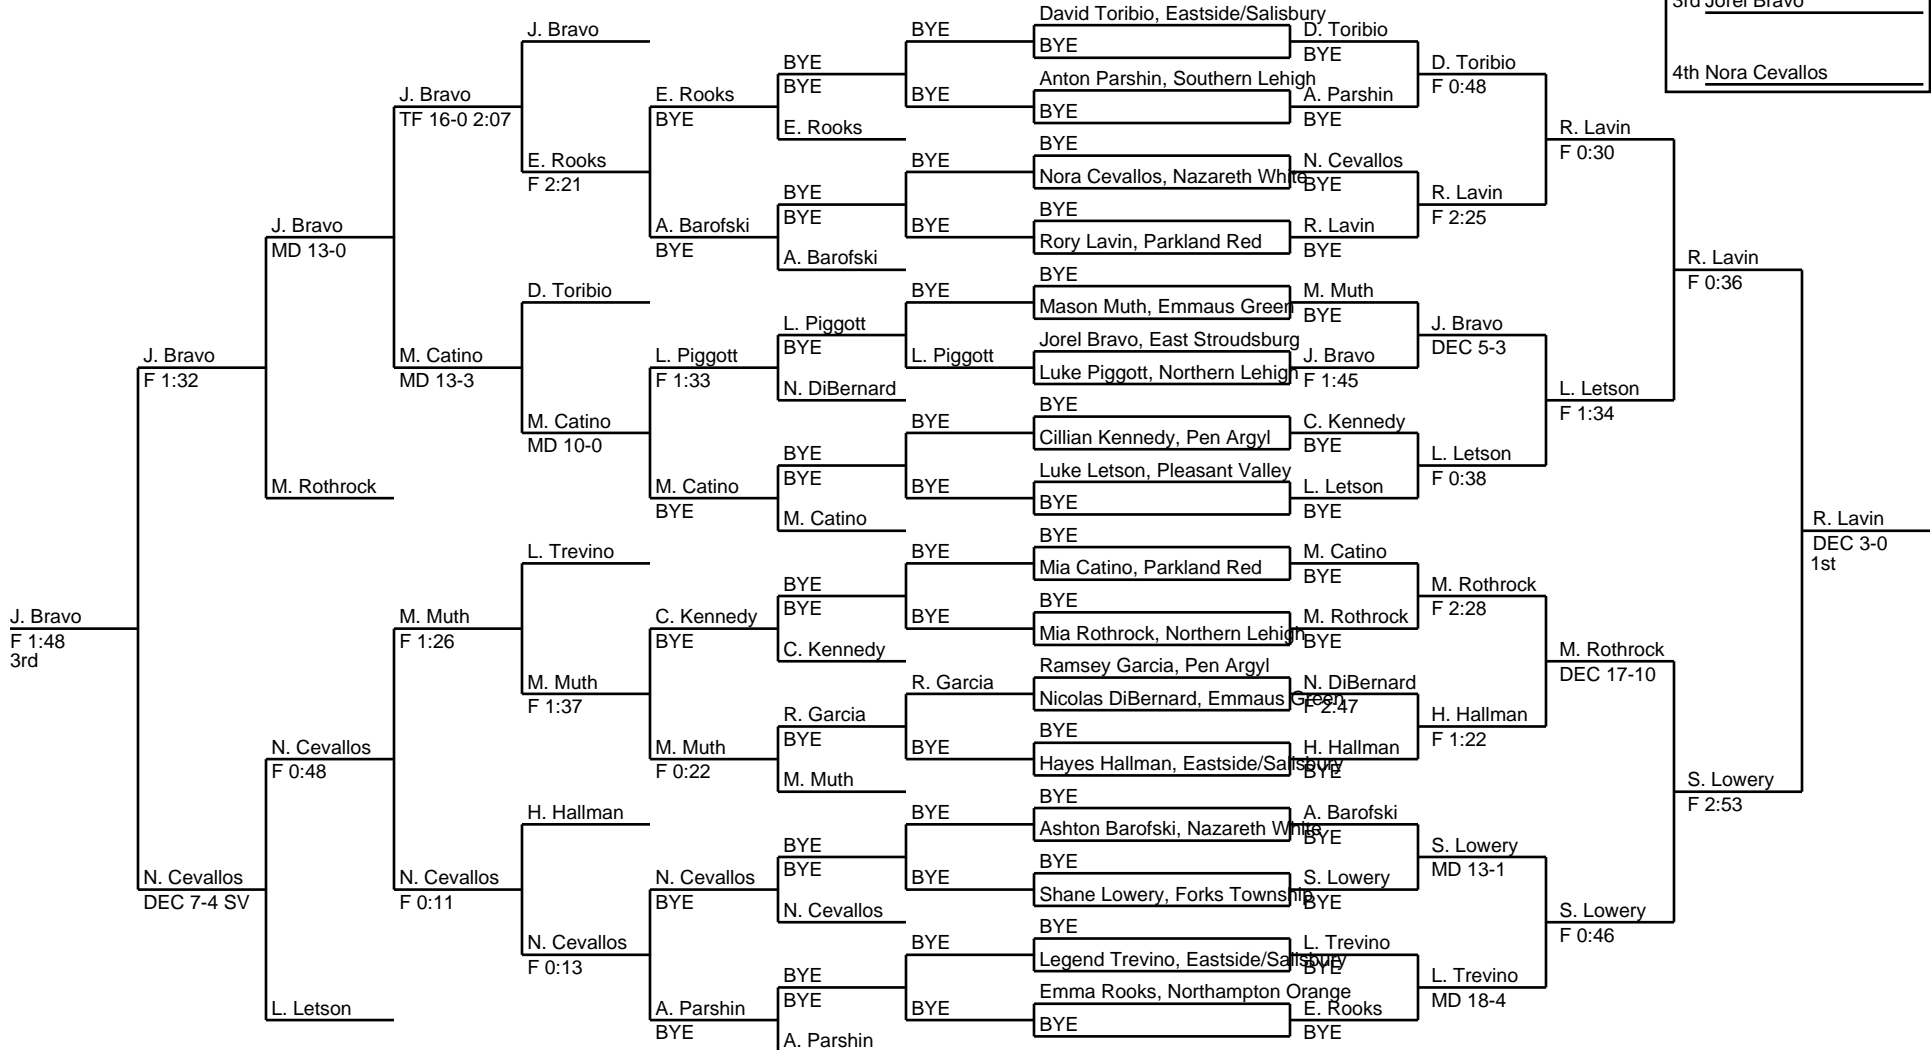 3rd Jorel Bravo
4th Nora Cevallos
J. Bravo
F 1:48
3rd
J. Bravo
F 1:32
N. Cevallos
DEC 7-4 SV
J. Bravo
MD 13-0
M. Rothrock
N. Cevallos
F 0:48
L. Letson
J. Bravo
TF 16-0 2:07
M. Catino
MD 13-3
M. Muth
F 1:26
N. Cevallos
F 0:11
J. Bravo
E. Rooks
F 2:21
D. Toribio
M. Catino
MD 10-0
L. Trevino
M. Muth
F 1:37
H. Hallman
N. Cevallos
F 0:13
E. Rooks
BYE
A. Barofski
BYE
L. Piggott
F 1:33
M. Catino
BYE
C. Kennedy
BYE
M. Muth
F 0:22
N. Cevallos
BYE
A. Parshin
BYE
BYE
BYE
E. Rooks
BYE
BYE
A. Barofski
L. Piggott
BYE
N. DiBernard
BYE
BYE
M. Catino
BYE
BYE
C. Kennedy
R. Garcia
BYE
M. Muth
BYE
BYE
N. Cevallos
BYE
BYE
A. Parshin
BYE
BYE
BYE
BYE
BYE
L. Piggott
BYE
BYE
BYE
BYE
R. Garcia
BYE
BYE
BYE
BYE
BYE
David Toribio, Eastside/Salisbury
BYE
Anton Parshin, Southern Lehigh
BYE
BYE
Nora Cevallos, Nazareth White
BYE
Rory Lavin, Parkland Red
BYE
Mason Muth, Emmaus Green
Jorel Bravo, East Stroudsburg
Luke Piggott, Northern Lehigh
BYE
Cillian Kennedy, Pen Argyl
Luke Letson, Pleasant Valley
BYE
BYE
Mia Catino, Parkland Red
BYE
Mia Rothrock, Northern Lehigh
Ramsey Garcia, Pen Argyl
Nicolas DiBernard, Emmaus Green
BYE
Hayes Hallman, Eastside/Salisbury
BYE
Ashton Barofski, Nazareth White
BYE
Shane Lowery, Forks Township
BYE
Legend Trevino, Eastside/Salisbury
Emma Rooks, Northampton Orange
BYE
D. Toribio
BYE
A. Parshin
BYE
N. Cevallos
BYE
R. Lavin
BYE
M. Muth
BYE
J. Bravo
F 1:45
C. Kennedy
BYE
L. Letson
BYE
M. Catino
BYE
M. Rothrock
BYE
N. DiBernard
F 2:47
H. Hallman
BYE
A. Barofski
BYE
S. Lowery
BYE
L. Trevino
BYE
E. Rooks
BYE
D. Toribio
F 0:48
R. Lavin
F 2:25
J. Bravo
DEC 5-3
L. Letson
F 0:38
M. Rothrock
F 2:28
H. Hallman
F 1:22
S. Lowery
MD 13-1
L. Trevino
MD 18-4
R. Lavin
F 0:30
L. Letson
F 1:34
M. Rothrock
DEC 17-10
S. Lowery
F 0:46
R. Lavin
F 0:36
S. Lowery
F 2:53
R. Lavin
DEC 3-0
1st